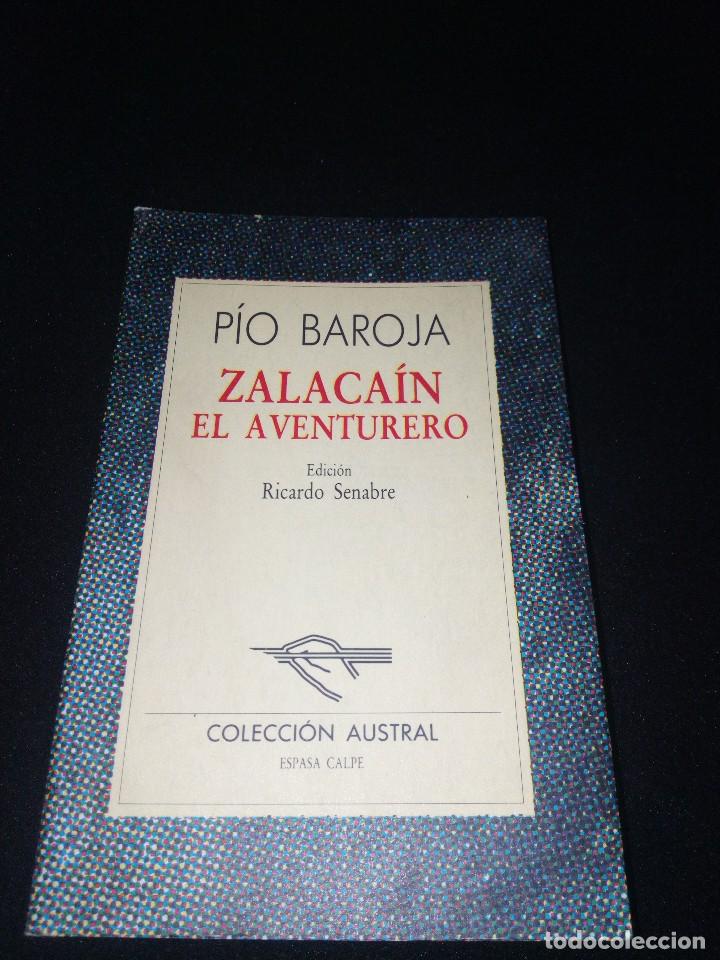 PÍO BAROJA
ZALACAÍN
EL AVENTURERO
Edición
Ricardo Senabre
COLECCIÓN AUSTRAL
ESPASA CALPE
todocoleccion